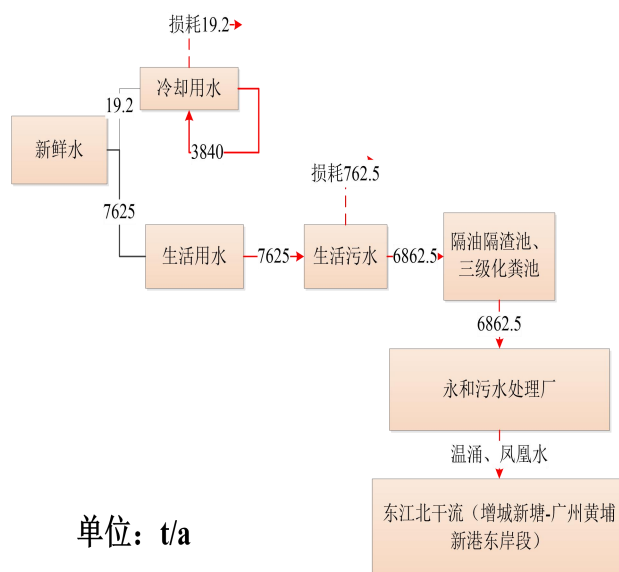 损耗19.2
冷却用水
19.2
3840
新鲜水
7625
损耗762.5
生活用水
7625
生活污水
6862.5
隔油隔渣池、
三级化粪池
6862.5
永和污水处理厂
温涌、凤凰水
东江北干流（增城新塘-广州黄埔
新港东岸段）
单位：t/a